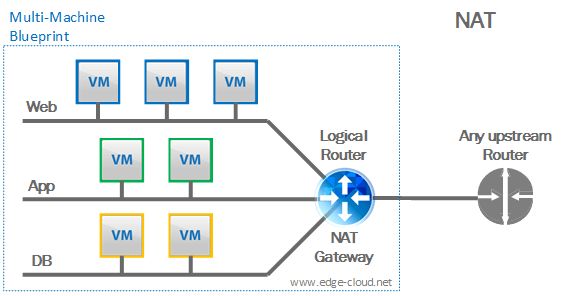 Multi-Machine
Blueprint
NAT
VM VM VM
Web
Logical
Router
Any upstream
Router
VM VM
App
VM VM
NAT
Gateway
DB
www.edge-cloud.net